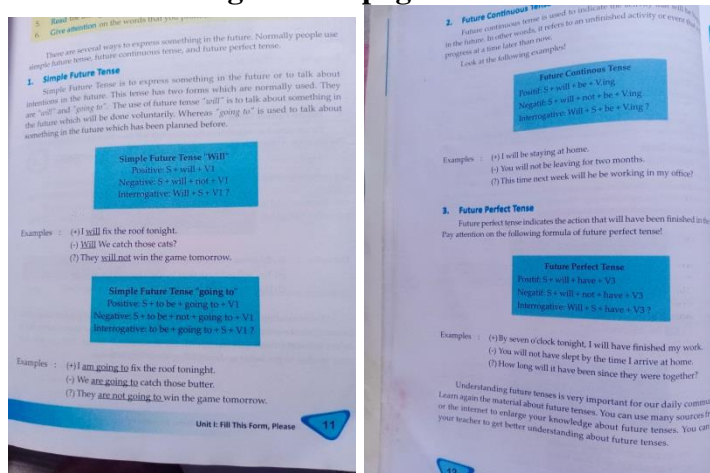 5. Read
6. Give attention on the words that you
There are several ways to express something in the future. Normally people use
simple future tense, future continuous tense, and future perfect tense.
1. Simple Future Tense
Simple Future Tense is to express something in the future or to talk about
intentions in the future. This tense has two forms which are normally used. They
are "will" and "going to". The use of future tense "will" is to talk about something in
the future which will be done voluntarily. Whereas "going to" is used to talk about
something in the future which has been planned before.
Simple Future Tense "Will"
Positive: S + will + V1
Negative: S + will + not + V1
Interrogative: Will + S + V1 ?
Examples : (+) I will fix the roof tonight.
(-) Will We catch those cats?
(?) They will not win the game tomorrow.
Simple Future Tense "going to"
Positive: S + to be + going to + V1
Negative: S + to be + not + going to + V1
Interrogative: to be + going to + S + V1 ?
Examples : (+) I am going to fix the roof toninght.
(-) We are going to catch those butter.
(?) They are not going to win the game tomorrow.
Unit I: Fill This Form, Please 11
2. Future Continuous Tense
Future continuous tense is used to indicate the will be
in the future. In other words, it refers to an unfinished activity or event
progress at a time later than now.
Look at the following examples!
Future Continous Tense
Positif: S + will + be + V.ing
Negatif: S + will + not + be + V.ing
Interrogative: Will + S + be + V.ing ?
Examples : (+) I will be staying at home.
(-) You will not be leaving for two months.
(?) This time next week will he be working in my office?
3. Future Perfect Tense
Future perfect tense indicates the action that will have been finished in the
Pay attention on the following formula of future perfect tense!
Future Perfect Tense
Positif: S + will + have + V3
Negatif: S + will + not + have + V3
Interrogative: Will + S + have + V3 ?
Examples : (+) By seven o'clock tonight, I will have finished my work.
(-) You will not have slept by the time I arrive at home.
(?) How long will it have been since they were together?
Understanding future tenses is very important for our daily
Learn again the material about future tenses. You can use many sources
or the internet to enlarge your knowledge about future tenses. You can
your teacher to get better understanding about future tenses.
12